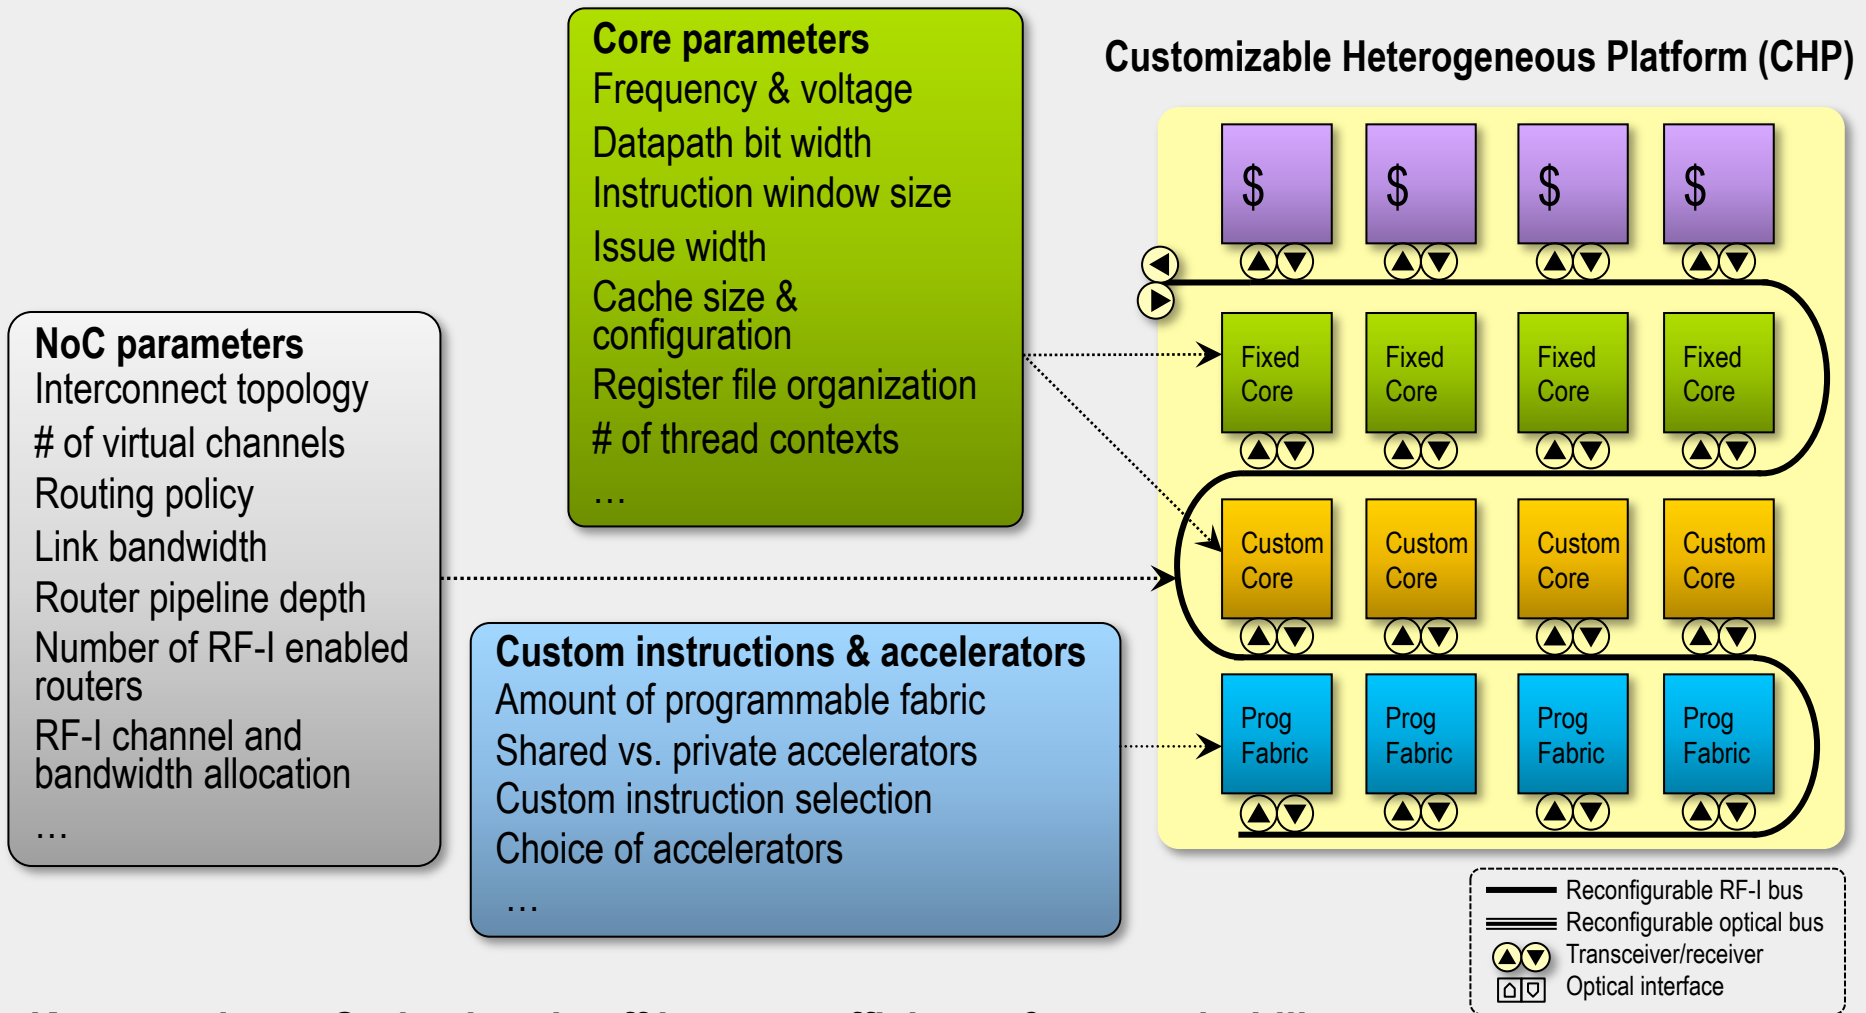 Core parameters
Frequency & voltage
Datapath bit width
Instruction window size
Issue width
Cache size &
configuration
Register file organization
# of thread contexts
…
NoC parameters
Interconnect topology
# of virtual channels
Routing policy
Link bandwidth
Router pipeline depth
Number of RF-I enabled
routers
RF-I channel and
bandwidth allocation
…
Custom instructions & accelerators
Amount of programmable fabric
Shared vs. private accelerators
Custom instruction selection
Choice of accelerators
…
Customizable Heterogeneous Platform (CHP)
$ $ $ $
Fixed Fixed Fixed Fixed
Core Core Core Core
Custom Custom Custom Custom
Core Core Core Core
Prog Prog Prog Prog
Fabric Fabric Fabric Fabric
Reconfigurable RF-I bus
Reconfigurable optical bus
Transceiver/receiver
Optical interface